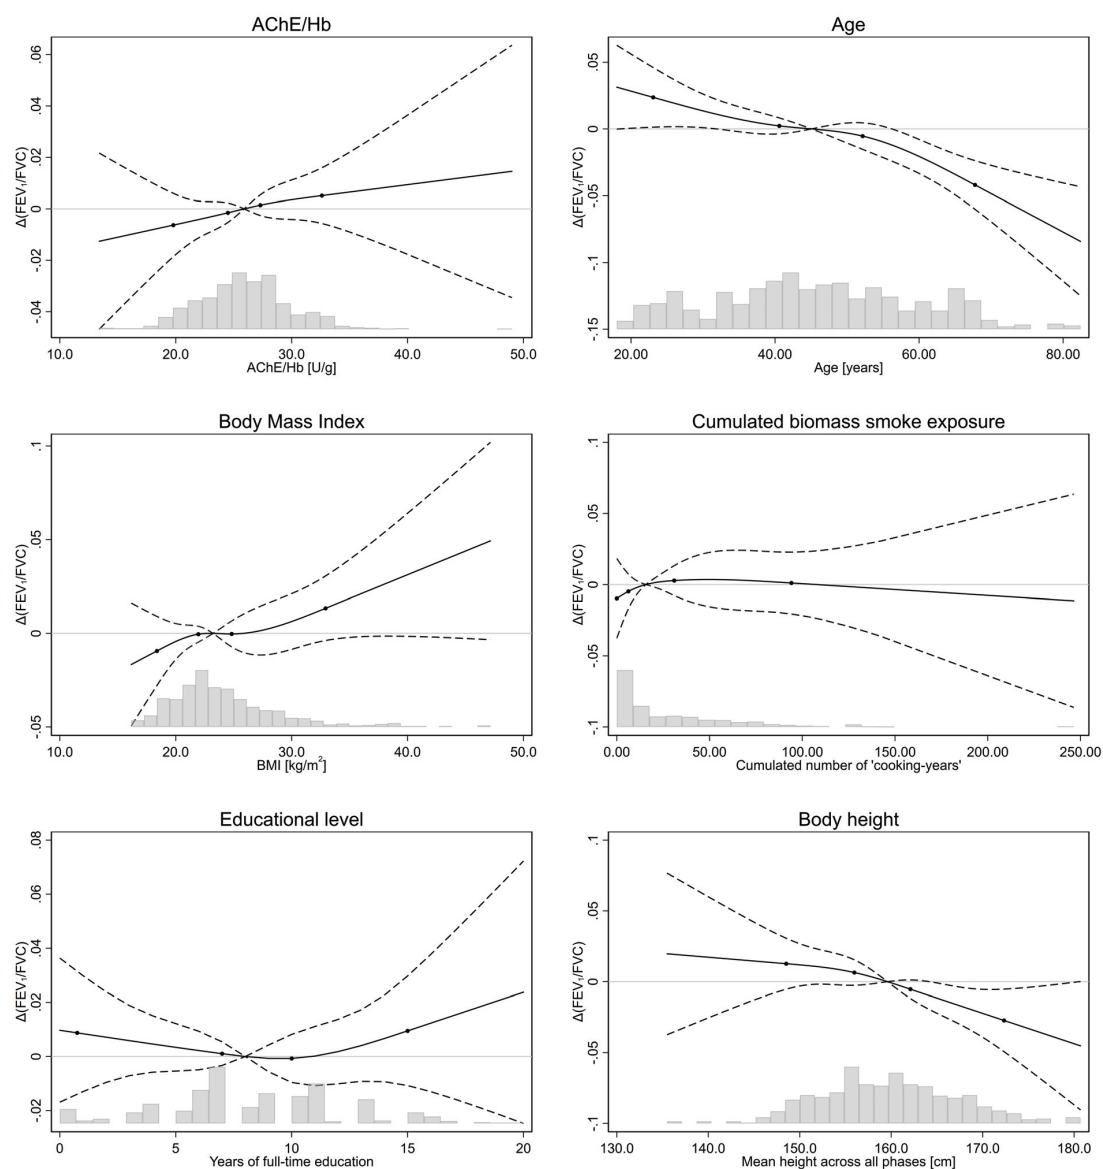 AChE/Hb
Δ(FEV₁/FVC)
.06
.04
.02
0
-.02
-.04
10.0 20.0 30.0 40.0 50.0
AChE/Hb [U/g]
Age
Δ(FEV₁/FVC)
.05
0
-.05
-.1
-.15
20.00 40.00 60.00 80.00
Age [years]
Body Mass Index
Δ(FEV₁/FVC)
.1
.05
0
-.05
10.0 20.0 30.0 40.0 50.0
BMI [kg/m²]
Cumulated biomass smoke exposure
Δ(FEV₁/FVC)
.1
.05
0
-.05
-.1
0.00 50.00 100.00 150.00 200.00 250.00
Cumulated number of 'cooking-years'
Educational level
Δ(FEV₁/FVC)
.08
.06
.04
.02
0
-.02
0 5 10 15 20
Years of full-time education
Body height
Δ(FEV₁/FVC)
.1
.05
0
-.05
-.1
130.0 140.0 150.0 160.0 170.0 180.0
Mean height across all phases [cm]